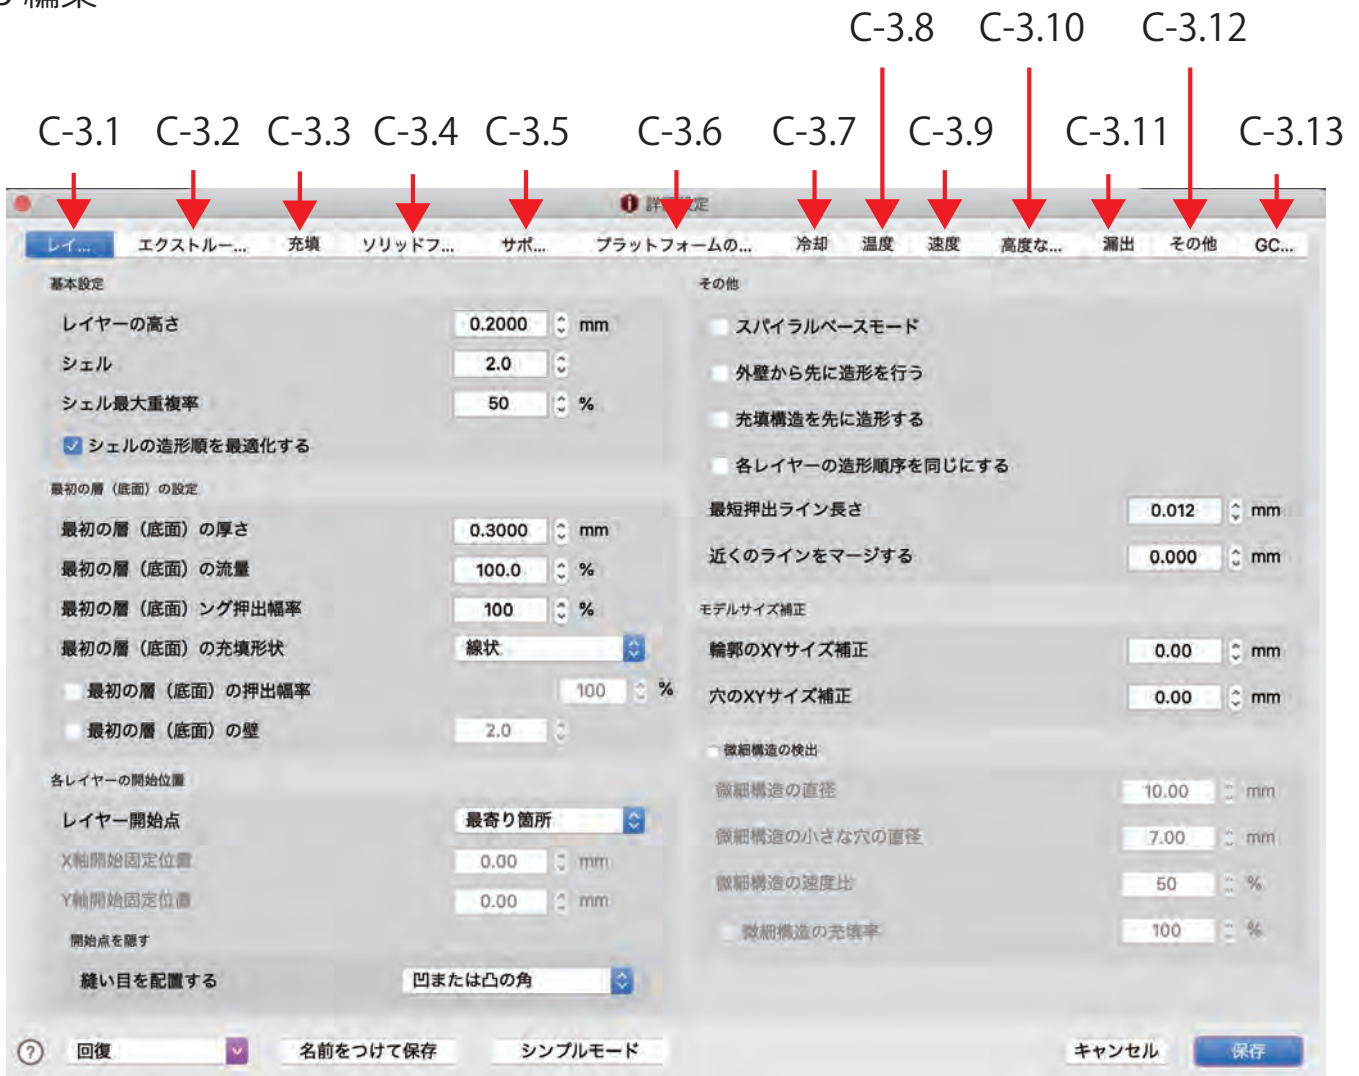 C-3.8 C-3.10 C-3.12
C-3.1 C-3.2 C-3.3 C-3.4 C-3.5 C-3.6 C-3.7 C-3.9 C-3.11 C-3.13
レイ... エクストルー... 充填 ソリッドフ... サポ... プラットフォームの... 冷却 温度 速度 高度な... 漏出 その他 GC...
基本設定
レイヤーの高さ 0.2000 mm
シェル 2.0
シェル最大重複率 50 %
シェルの造形順を最適化する
最初の層（底面）の設定
最初の層（底面）の厚さ 0.3000 mm
最初の層（底面）の流量 100.0 %
最初の層（底面）ング押出幅率 100 %
最初の層（底面）の充填形状 線状
最初の層（底面）の押出幅率 100 %
最初の層（底面）の壁 2.0
各レイヤーの開始位置
レイヤー開始点 最寄り箇所
X軸開始固定位置 0.00 mm
Y軸開始固定位置 0.00 mm
開始点を隠す
縫い目を配置する 凹または凸の角
その他
スパイラルベースモード
外壁から先に造形を行う
充填構造を先に造形する
各レイヤーの造形順序を同じにする
最短押出ライン長さ 0.012 mm
近くのラインをマージする 0.000 mm
モデルサイズ補正
輪郭のXYサイズ補正 0.00 mm
穴のXYサイズ補正 0.00 mm
微細構造の検出
微細構造の直径 10.00 mm
微細構造の小さな穴の直径 7.00 mm
微細構造の速度比 50 %
微細構造の充填率 100 %
? 回復 名前をつけて保存 シンプルモード キャンセル 保存